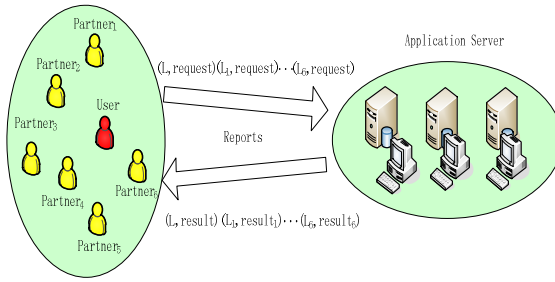 Partner1
Partner2
User
Partner3
Partner4
Partner6
Partner5
(L,request)(L1,request)···(L6,request)
Reports
(L,result)(L1,result1)···(L6,result6)
Application Server